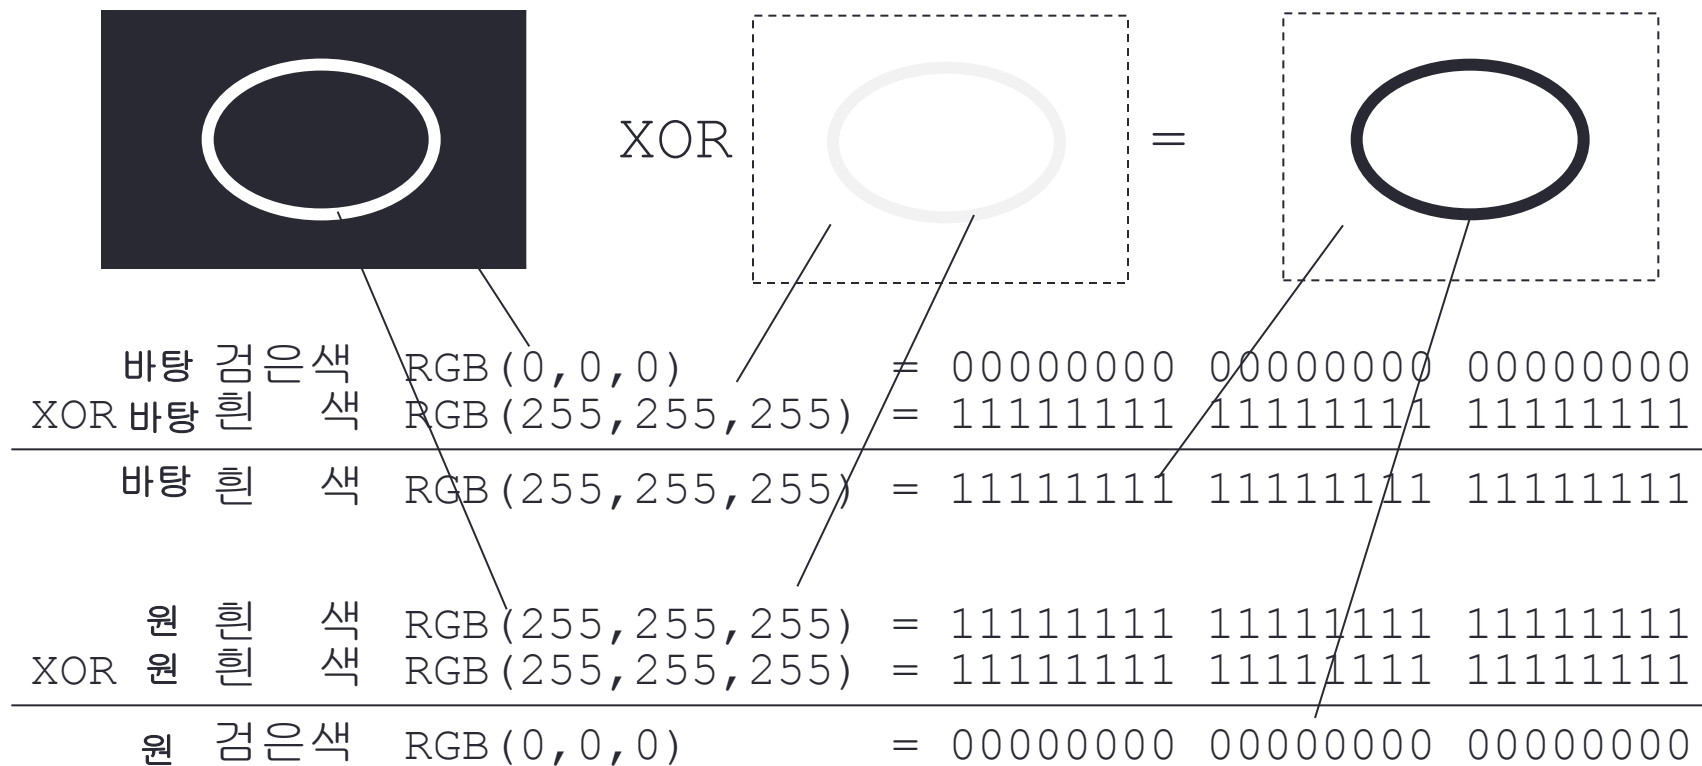 XOR =
바탕 검은색 RGB(0,0,0) = 00000000 00000000 00000000
XOR 바탕 흰 색 RGB(255,255,255) = 11111111 11111111 11111111
바탕 흰 색 RGB(255,255,255) = 11111111 11111111 11111111
원 흰 색 RGB(255,255,255) = 11111111 11111111 11111111
XOR 원 흰 색 RGB(255,255,255) = 11111111 11111111 11111111
원 검은색 RGB(0,0,0) = 00000000 00000000 00000000